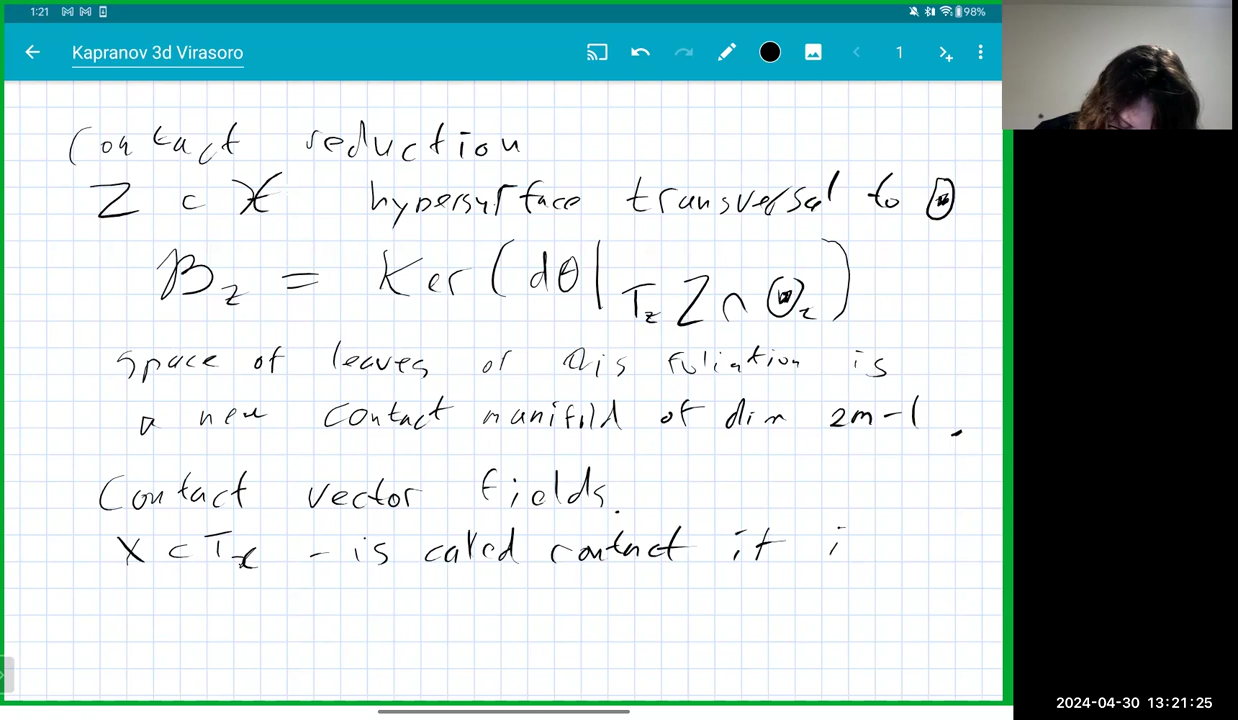 1:21 98%
Kapranov 3d Virasoro
1
Contact reduction
Z ⊂ X hypersurface transversal to Θ
B_z = Ker(dθ|_{T_z Z ∩ Θ_z})
space of leaves of this foliation is
a new contact manifold of dim 2m-1.
Contact vector fields.
X ⊂ T_X - is called contact it i
2024-04-30 13:21:25